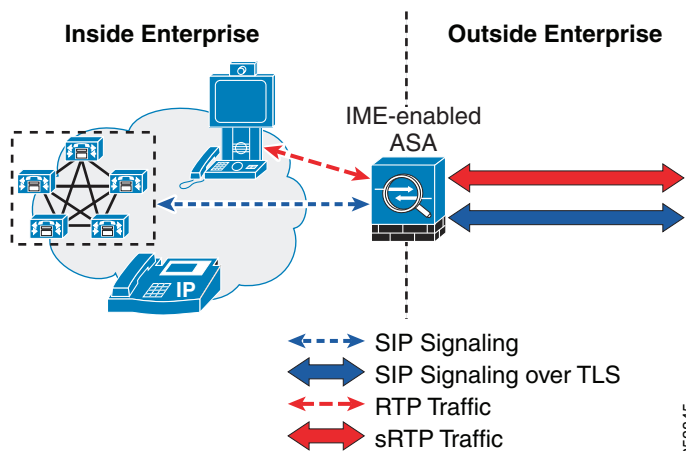 Inside Enterprise
Outside Enterprise
IME-enabled
ASA
IP
SIP Signaling
SIP Signaling over TLS
RTP Traffic
sRTP Traffic